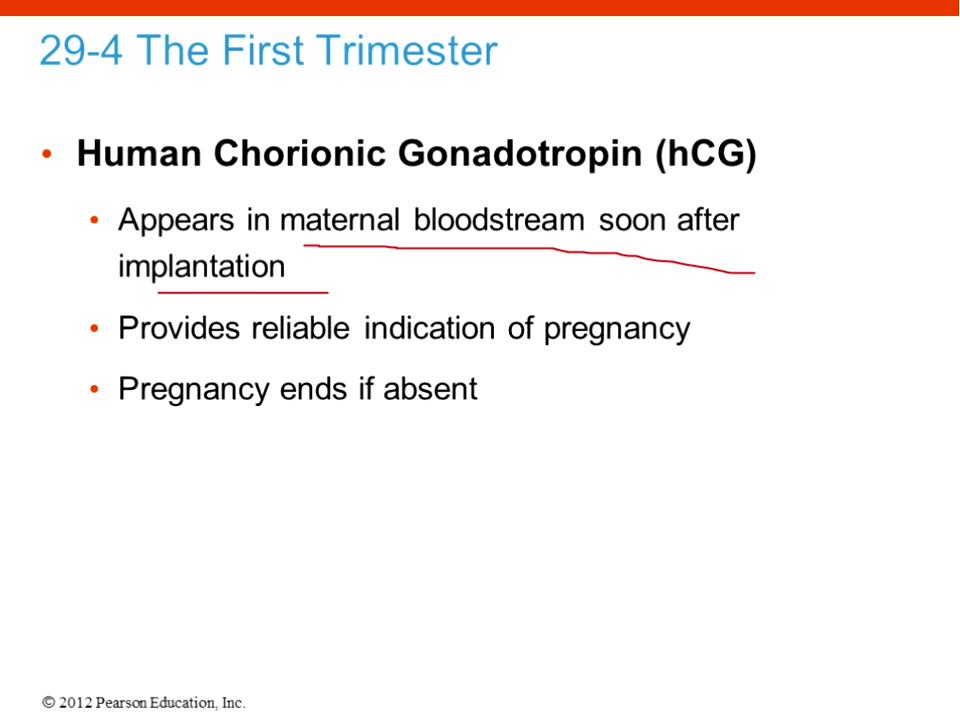 29-4 The First Trimester
• Human Chorionic Gonadotropin (hCG)
• Appears in maternal bloodstream soon after
implantation
• Provides reliable indication of pregnancy
• Pregnancy ends if absent
© 2012 Pearson Education, Inc.